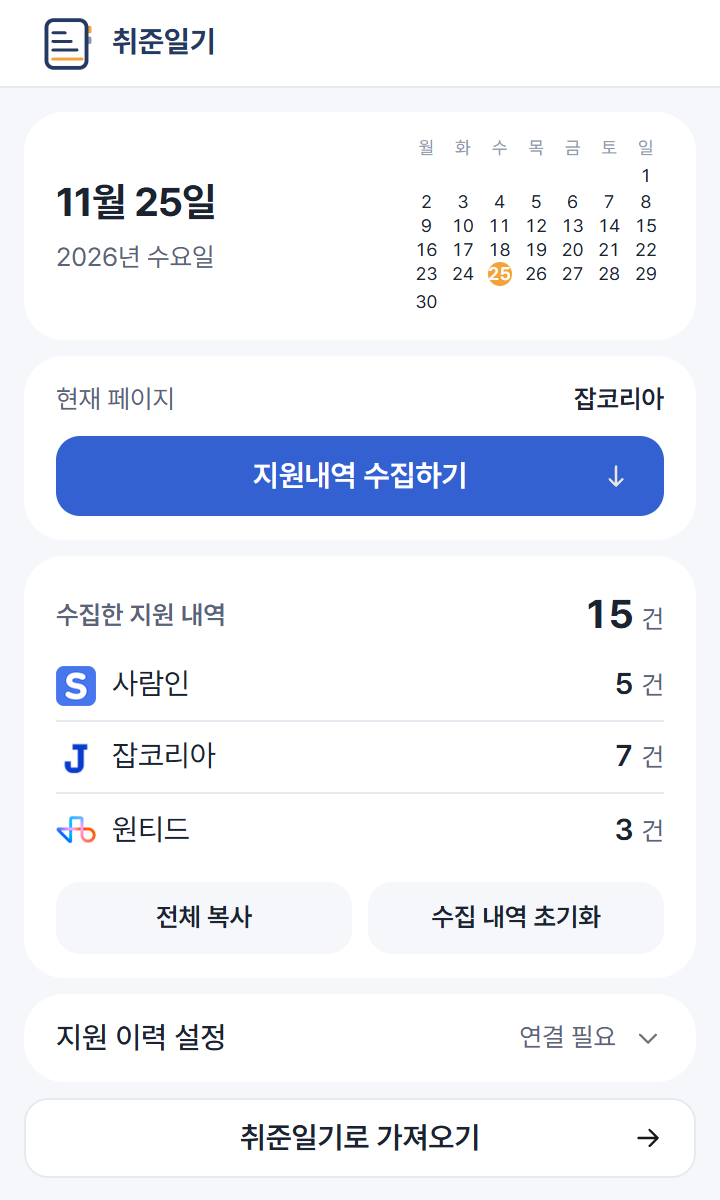 취준일기
11월 25일
2026년 수요일
월 화 수 목 금 토 일
1
2 3 4 5 6 7 8
9 10 11 12 13 14 15
16 17 18 19 20 21 22
23 24 25 26 27 28 29
30
현재 페이지 잡코리아
지원내역 수집하기 ↓
수집한 지원 내역 15 건
S 사람인 5 건
J 잡코리아 7 건
원티드 3 건
전체 복사 수집 내역 초기화
지원 이력 설정 연결 필요
취준일기로 가져오기 →